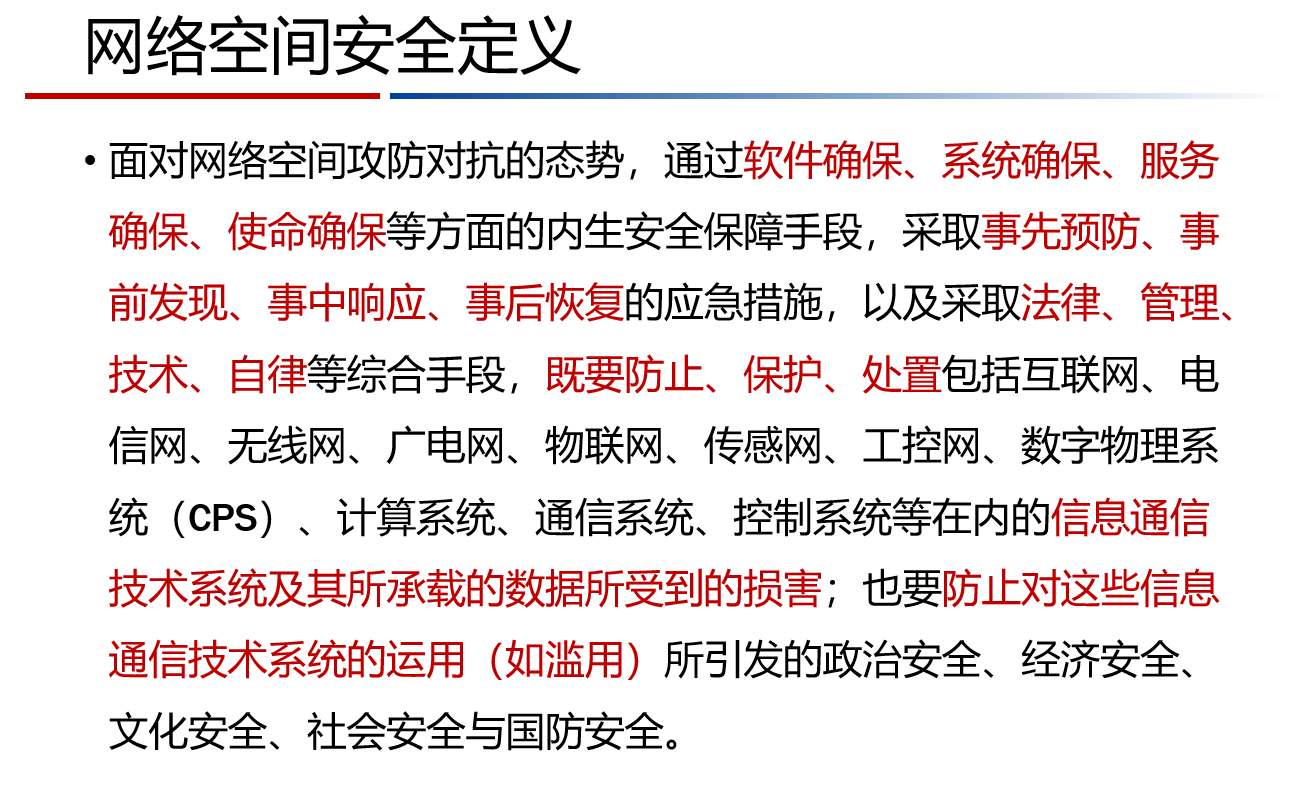 网络空间安全定义
• 面对网络空间攻防对抗的态势，通过软件确保、系统确保、服务
确保、使命确保等方面的内生安全保障手段，采取事先预防、事
前发现、事中响应、事后恢复的应急措施，以及采取法律、管理、
技术、自律等综合手段，既要防止、保护、处置包括互联网、电
信网、无线网、广电网、物联网、传感网、工控网、数字物理系
统（CPS）、计算系统、通信系统、控制系统等在内的信息通信
技术系统及其所承载的数据所受到的损害；也要防止对这些信息
通信技术系统的运用（如滥用）所引发的政治安全、经济安全、
文化安全、社会安全与国防安全。